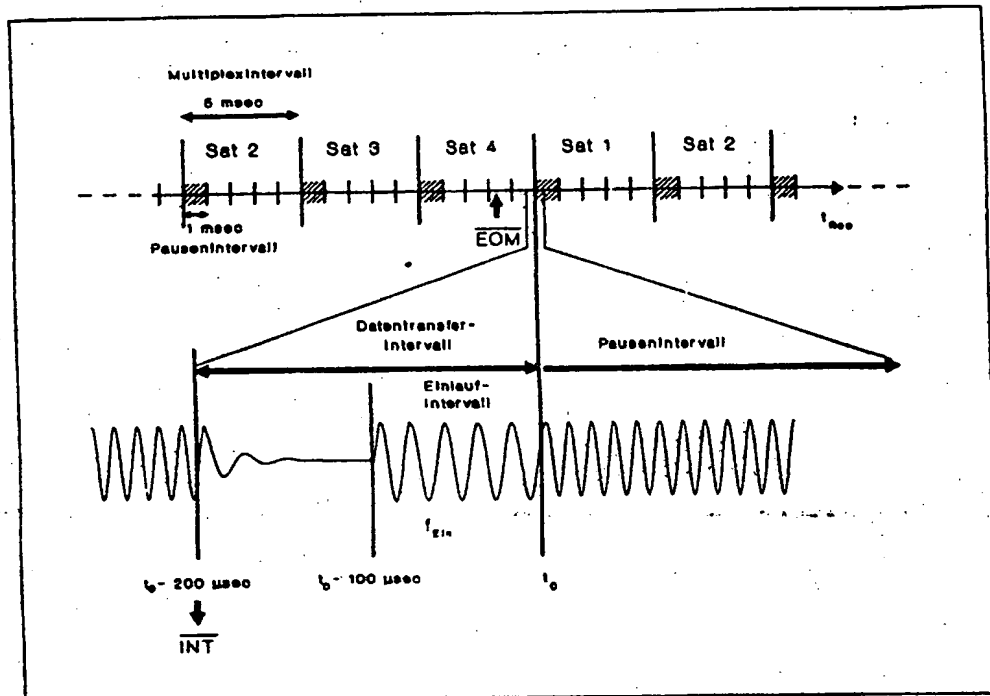 Multiplexintervall
5 msec
Sat 2 Sat 3 Sat 4 Sat 1 Sat 2
1 msec
Pausenintervall
EOM
Datentransfer-
intervall
Pausenintervall
Einlauf-
intervall
f Ein
t₀- 200 µsec
t₀- 100 µsec
t₀
INT